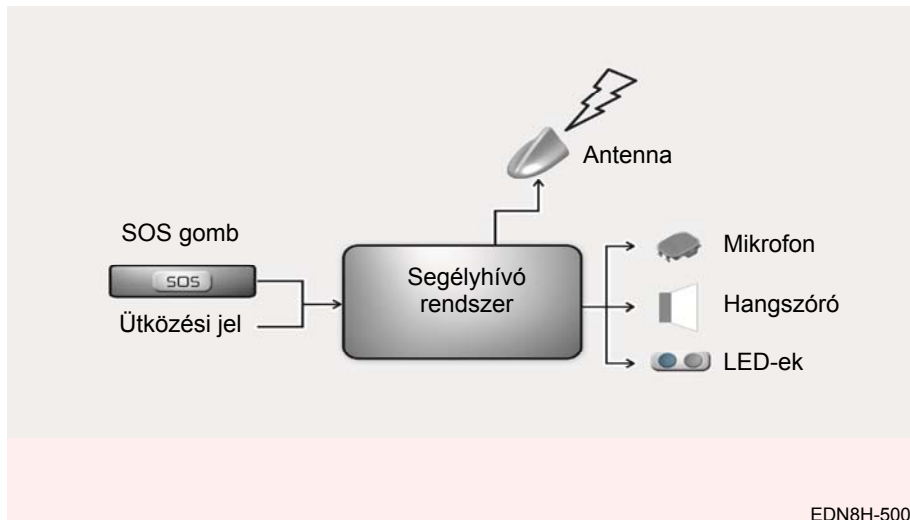 Antenna
SOS gomb
SOS
Ütközési jel
Segélyhívó
rendszer
Mikrofon
Hangszóró
LED-ek
EDN8H-500